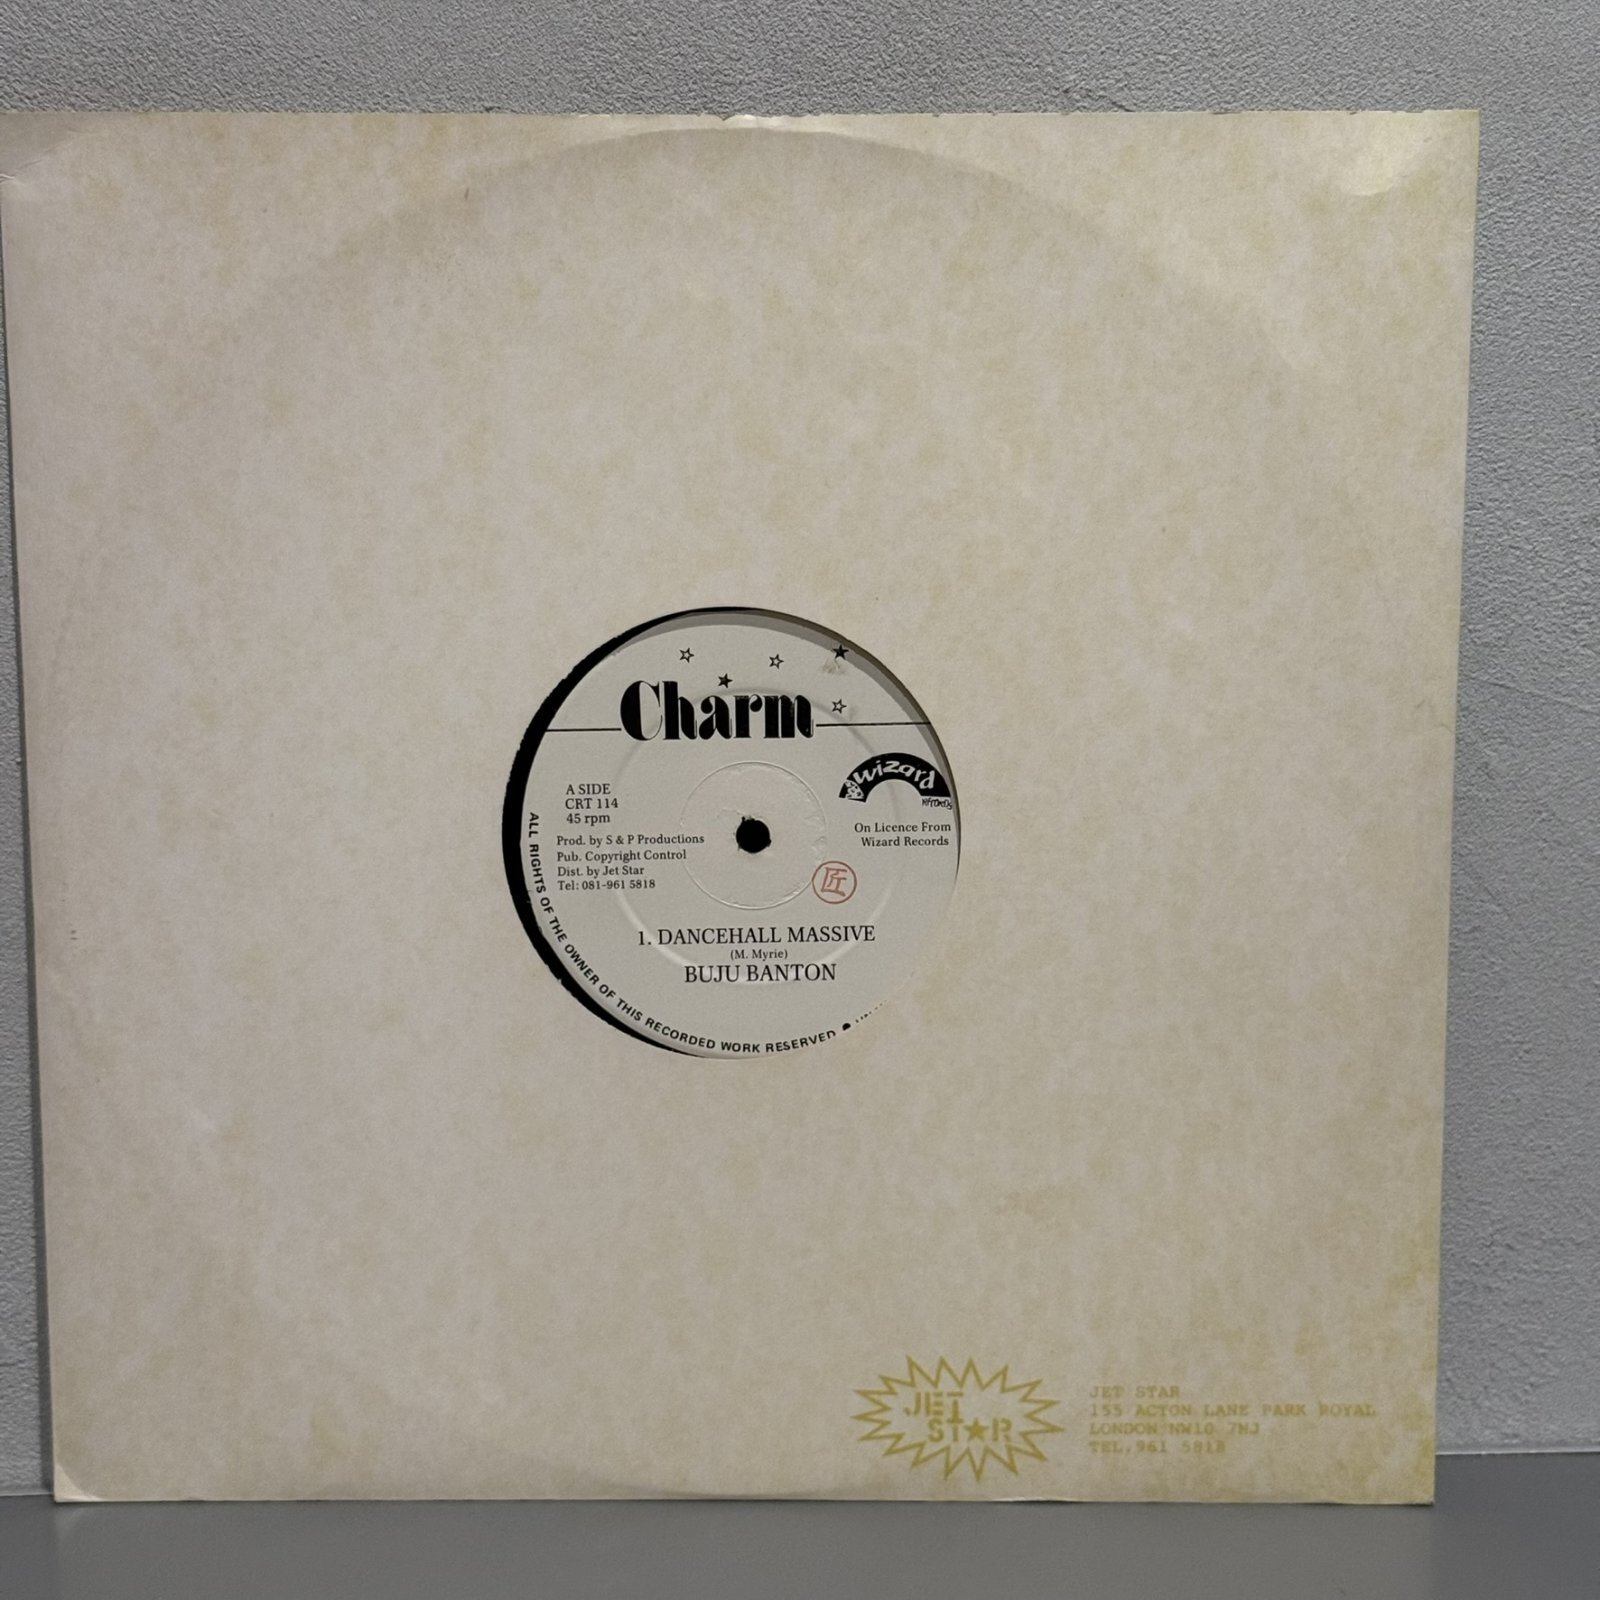 Charm
wizard
RECORDS
A SIDE
CRT 114
45 rpm
On Licence From
Wizard Records
Prod. by S & P Productions
Pub. Copyright Control
Dist. by Jet Star
Tel: 081-961 5818
匠
1. DANCEHALL MASSIVE
(M. Myrie)
BUJU BANTON
ALL RIGHTS OF THE OWNER OF THIS RECORDED WORK RESERVED ●
JET
STAR
JET STAR
155 ACTON LANE PARK ROYAL
LONDON NW10 7NJ
TEL.961 5818